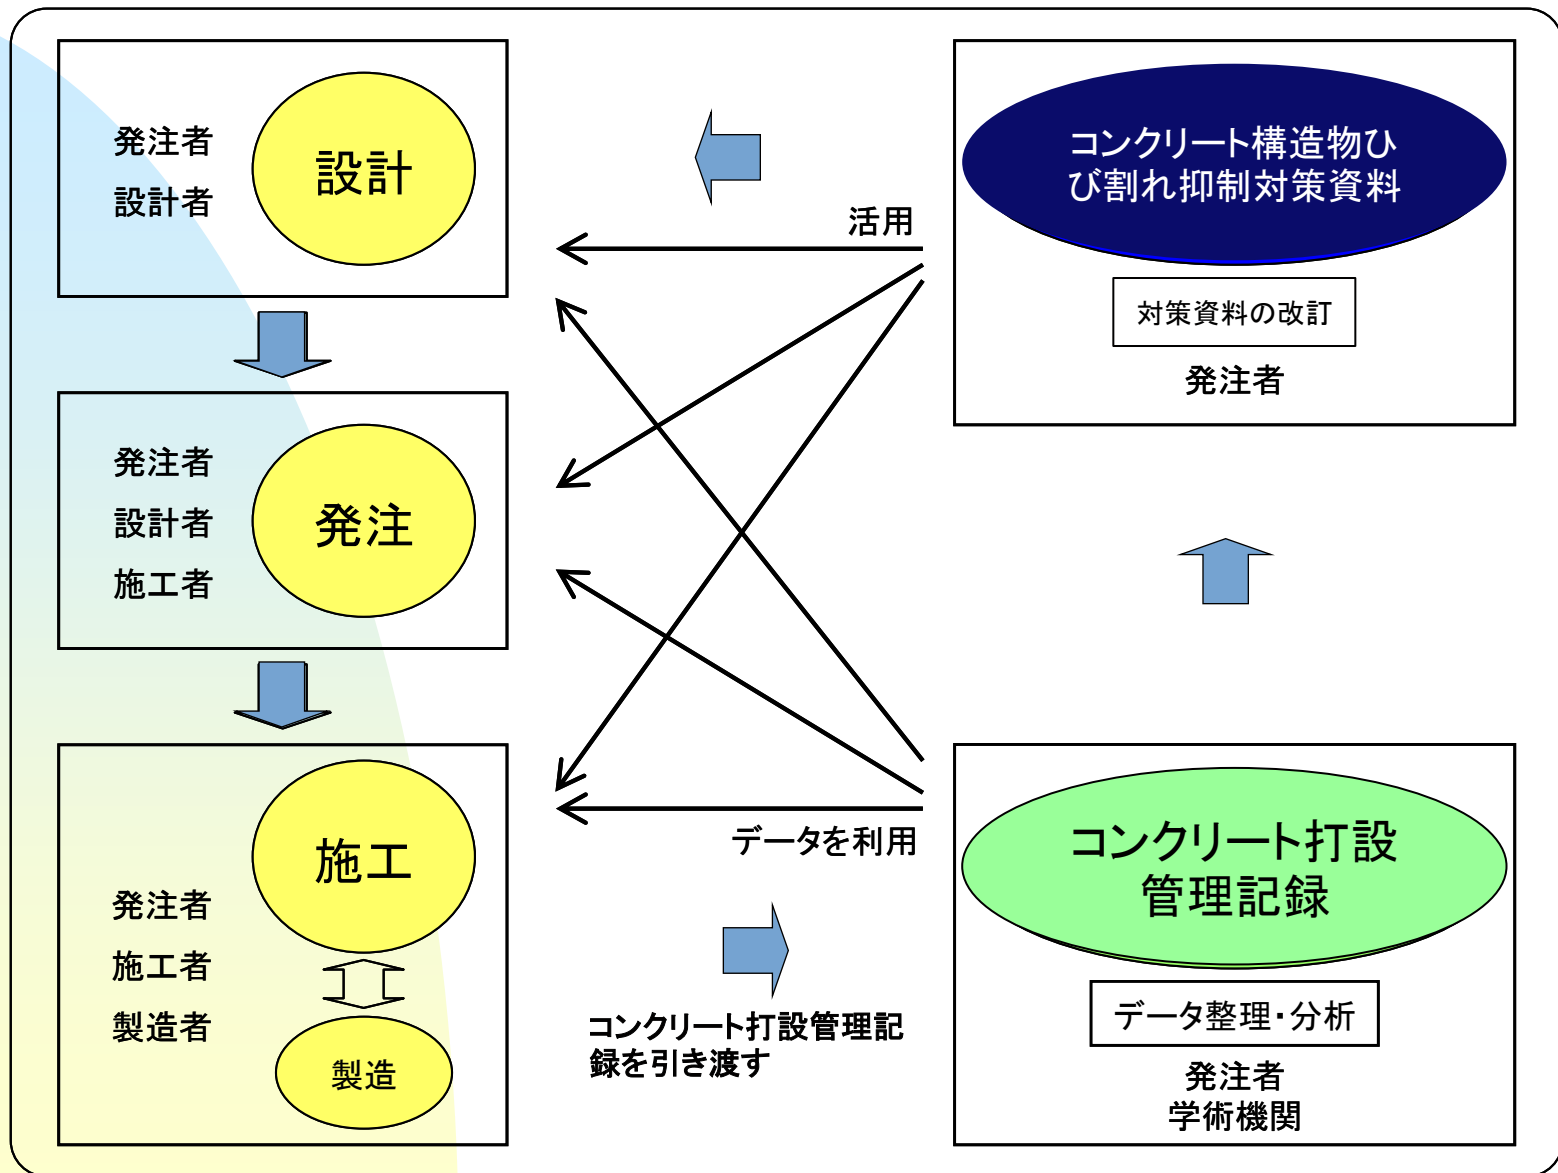 発注者
設計者
設計
発注者
設計者
施工者
発注
発注者
施工者
製造者
施工
製造
活用
データを利用
コンクリート打設管理記
録を引き渡す
コンクリート構造物ひ
び割れ抑制対策資料
対策資料の改訂
発注者
コンクリート打設
管理記録
データ整理・分析
発注者
学術機関